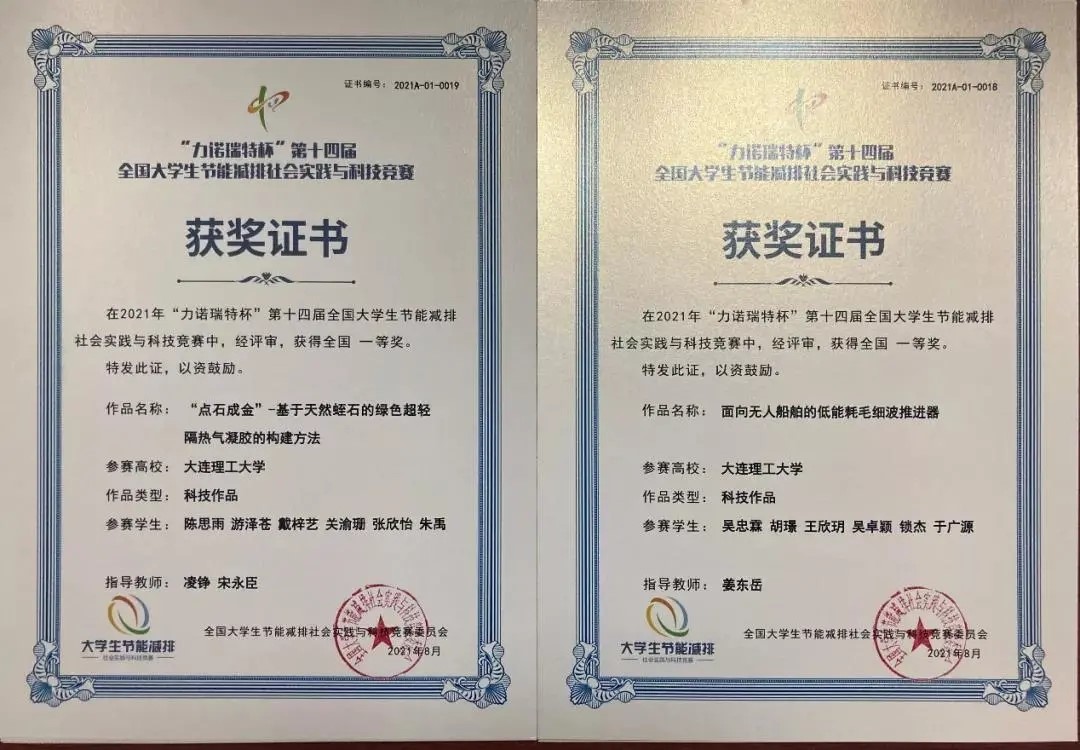 证书编号： 2021A-01-0019
“力诺瑞特杯”第十四届
全国大学生节能减排社会实践与科技竞赛
获奖证书
在2021年“力诺瑞特杯”第十四届全国大学生节能减排
社会实践与科技竞赛中，经评审，获得全国 一等奖。
特发此证，以资鼓励。
作品名称： “点石成金”-基于天然蛭石的绿色超轻
隔热气凝胶的构建方法
参赛高校： 大连理工大学
作品类型： 科技作品
参赛学生： 陈思雨 游泽苍 戴梓艺 关渝珊 张欣怡 朱禹
指导教师： 凌铮 宋永臣
大学生节能减排
社会实践与科技竞赛
全国大学生节能减排社会实践与科技竞赛委员会
2021年8月
证书编号： 2021A-01-0018
“力诺瑞特杯”第十四届
全国大学生节能减排社会实践与科技竞赛
获奖证书
在2021年“力诺瑞特杯”第十四届全国大学生节能减排
社会实践与科技竞赛中，经评审，获得全国 一等奖。
特发此证，以资鼓励。
作品名称： 面向无人船舶的低能耗毛细波推进器
参赛高校： 大连理工大学
作品类型： 科技作品
参赛学生： 吴忠霖 胡璟 王欣玥 吴卓颖 锁杰 于广源
指导教师： 姜东岳
大学生节能减排
社会实践与科技竞赛
全国大学生节能减排社会实践与科技竞赛委员会
2021年8月